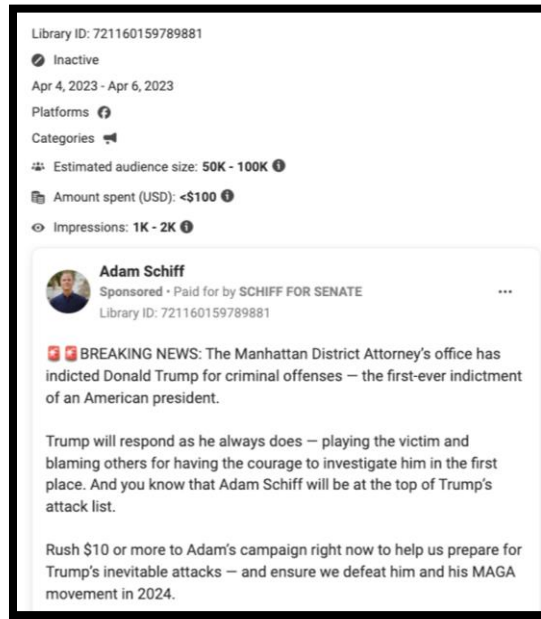 Library ID: 721160159789881
Inactive
Apr 4, 2023 - Apr 6, 2023
Platforms
Categories
Estimated audience size: 50K - 100K
Amount spent (USD): <$100
Impressions: 1K - 2K
Adam Schiff
Sponsored • Paid for by SCHIFF FOR SENATE
Library ID: 721160159789881
🚨🚨BREAKING NEWS: The Manhattan District Attorney's office has
indicted Donald Trump for criminal offenses — the first-ever indictment
of an American president.
Trump will respond as he always does — playing the victim and
blaming others for having the courage to investigate him in the first
place. And you know that Adam Schiff will be at the top of Trump's
attack list.
Rush $10 or more to Adam's campaign right now to help us prepare for
Trump's inevitable attacks — and ensure we defeat him and his MAGA
movement in 2024.